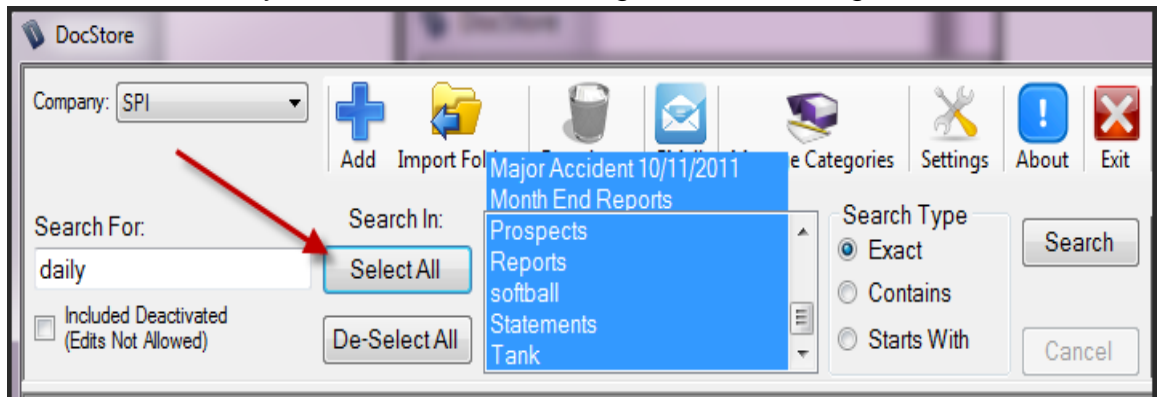 DocStore
Company: SPI
Add
Import Fol
e Categories
Settings
About
Exit
Major Accident 10/11/2011
Month End Reports
Prospects
Reports
softball
Statements
Tank
Search For:
daily
Included Deactivated
(Edits Not Allowed)
Search In:
Select All
De-Select All
Search Type
Exact
Contains
Starts With
Search
Cancel